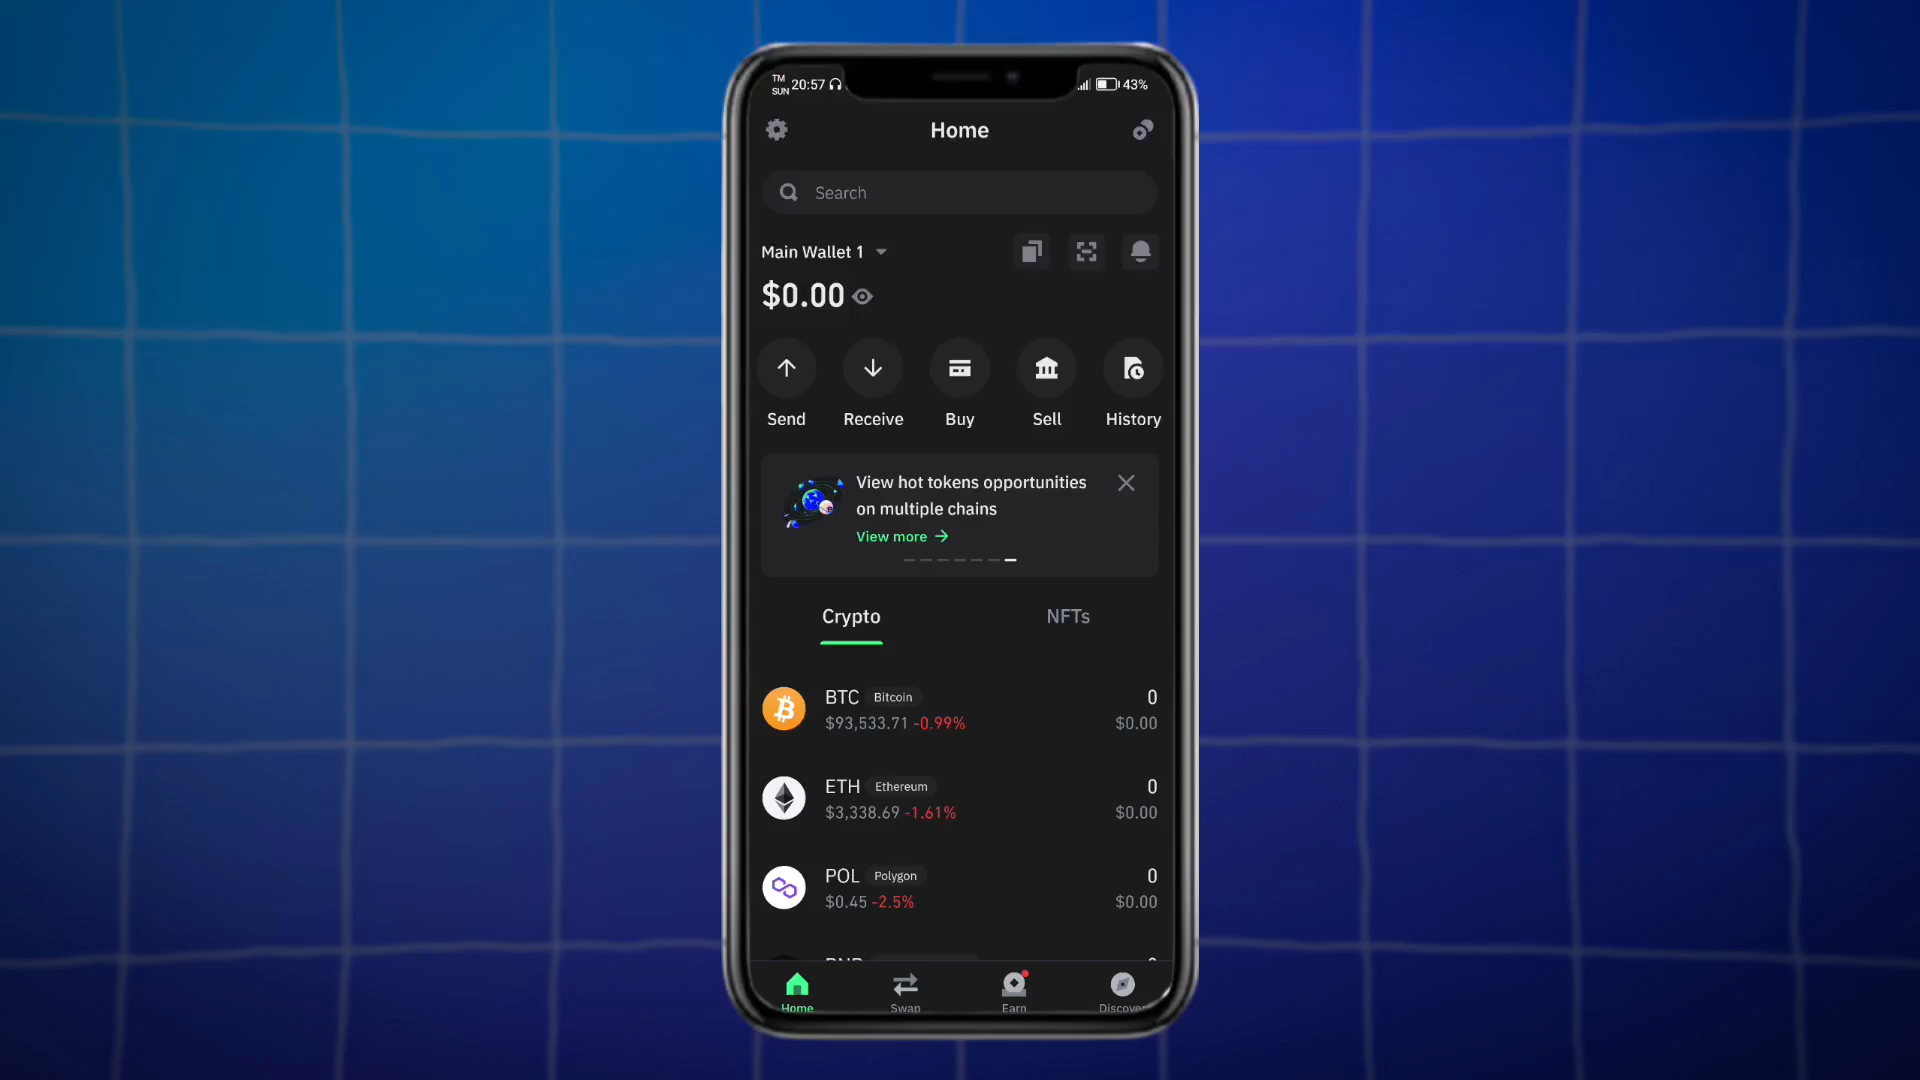 TM
SUN 20:57 43%
Home
Search
Main Wallet 1
$0.00
Send Receive Buy Sell History
View hot tokens opportunities
on multiple chains
View more →
Crypto NFTs
BTC Bitcoin 0
$93,533.71 -0.99% $0.00
ETH Ethereum 0
$3,338.69 -1.61% $0.00
POL Polygon 0
$0.45 -2.5% $0.00
Home Swap Earn Discover